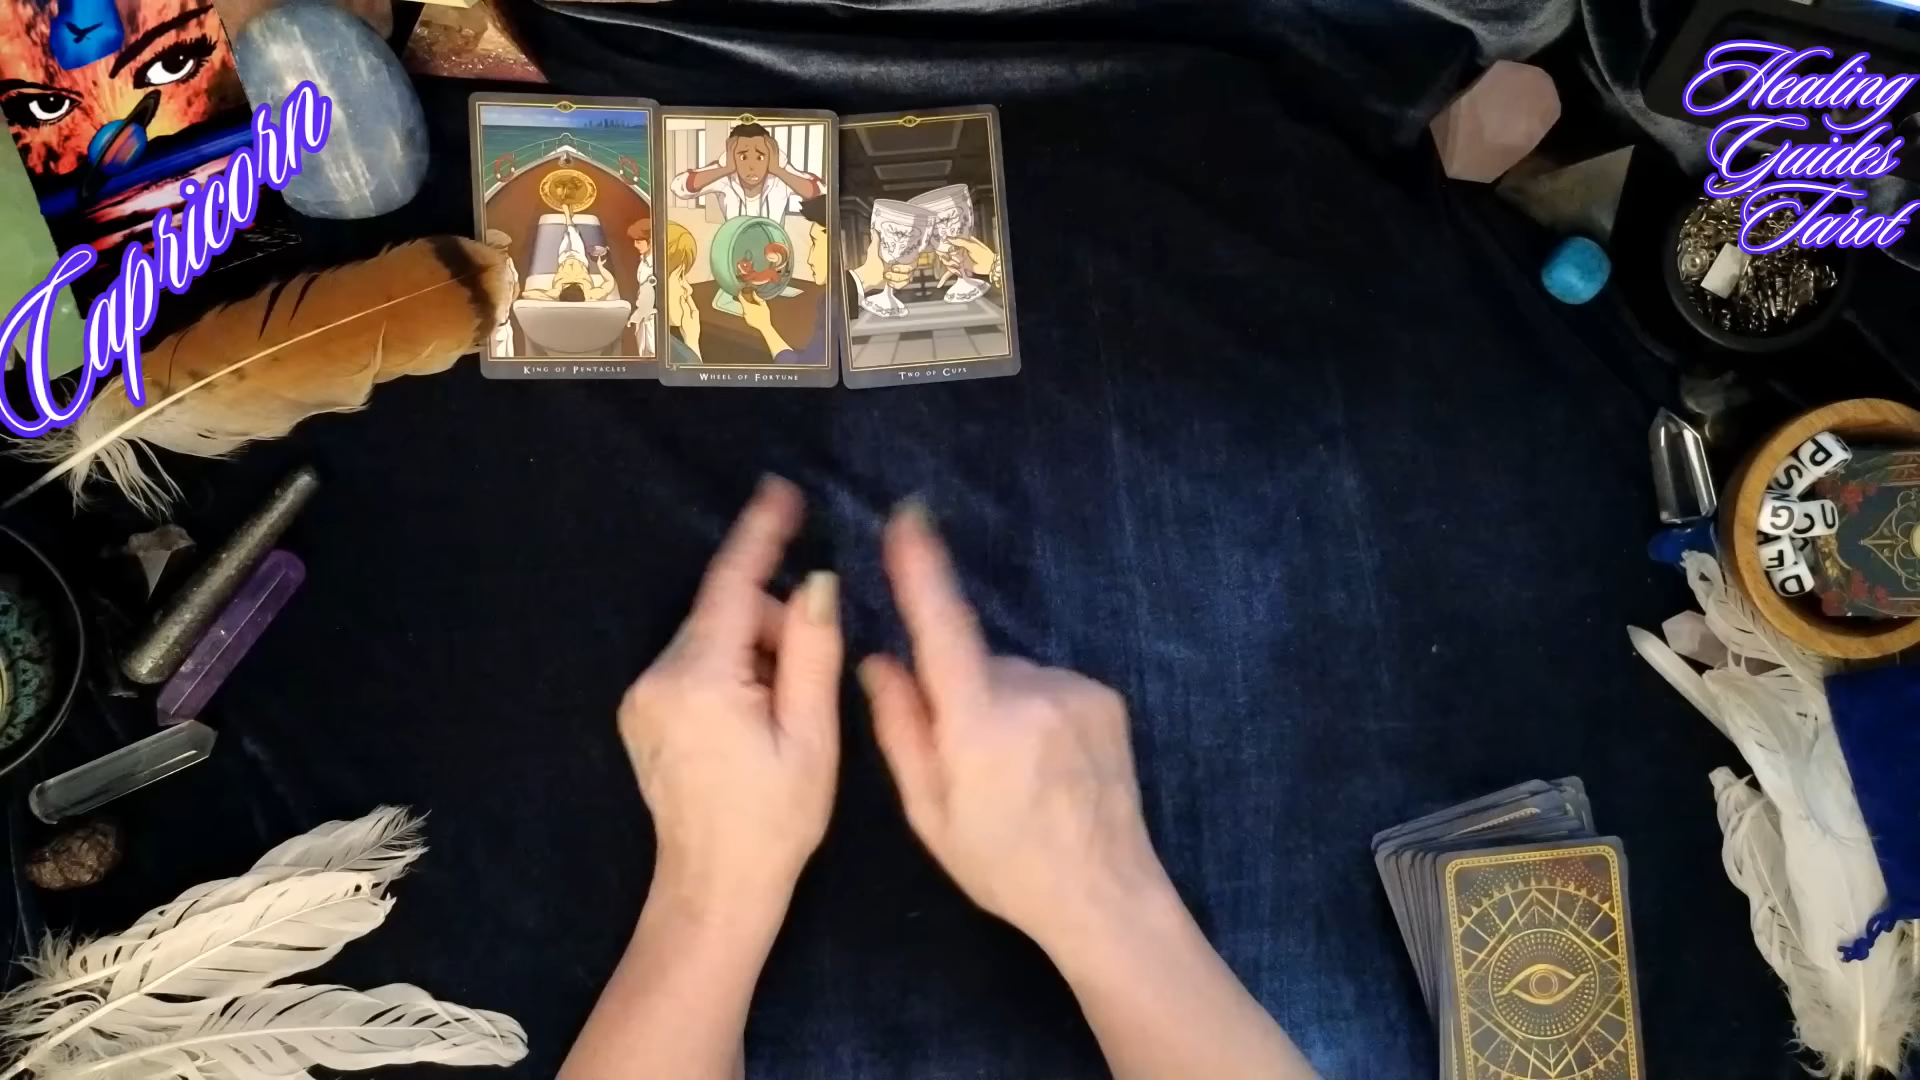 Capricorn
Healing
Guides
Tarot
King of Pentacles
Wheel of Fortune
Two of Cups
P
S
N
G
C
U
A
F
D